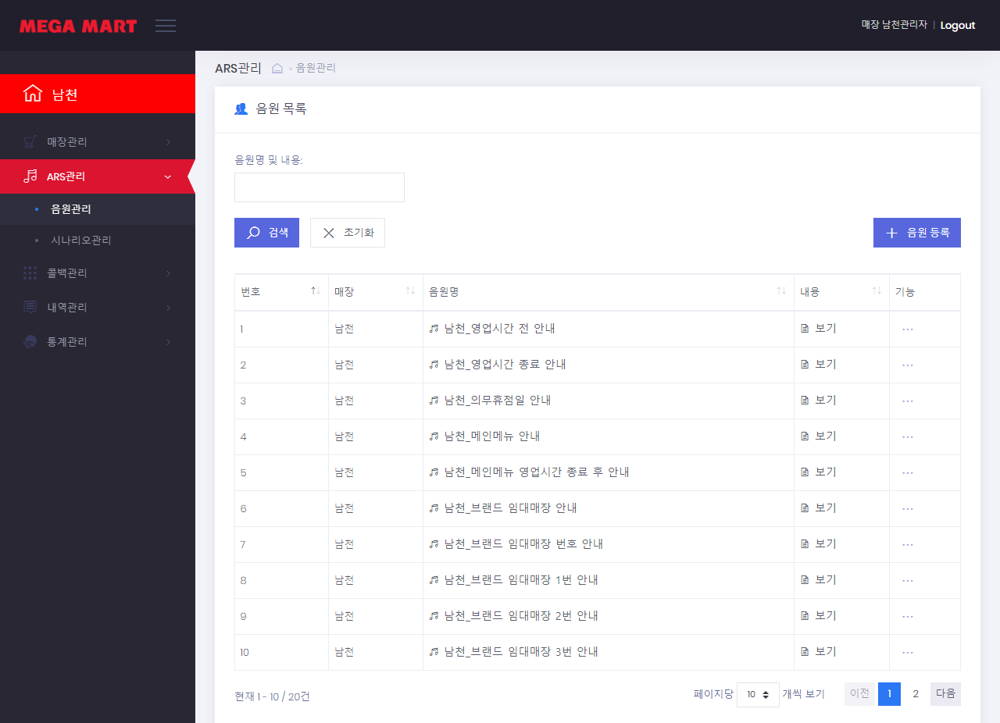 MEGA MART
매장 남천관리자 | Logout
남천
매장관리
ARS관리
음원관리
시나리오관리
콜백관리
내역관리
통계관리
ARS관리 음원관리
음원 목록
음원명 및 내용:
검색 초기화 음원 등록
번호 매장 음원명 내용 기능
1 남천 남천_영업시간 전 안내 보기 ...
2 남천 남천_영업시간 종료 안내 보기 ...
3 남천 남천_의무휴점일 안내 보기 ...
4 남천 남천_메인메뉴 안내 보기 ...
5 남천 남천_메인메뉴 영업시간 종료 후 안내 보기 ...
6 남천 남천_브랜드 임대매장 안내 보기 ...
7 남천 남천_브랜드 임대매장 번호 안내 보기 ...
8 남천 남천_브랜드 임대매장 1번 안내 보기 ...
9 남천 남천_브랜드 임대매장 2번 안내 보기 ...
10 남천 남천_브랜드 임대매장 3번 안내 보기 ...
현재 1 - 10 / 20건 페이지당 10 개씩 보기 이전 1 2 다음